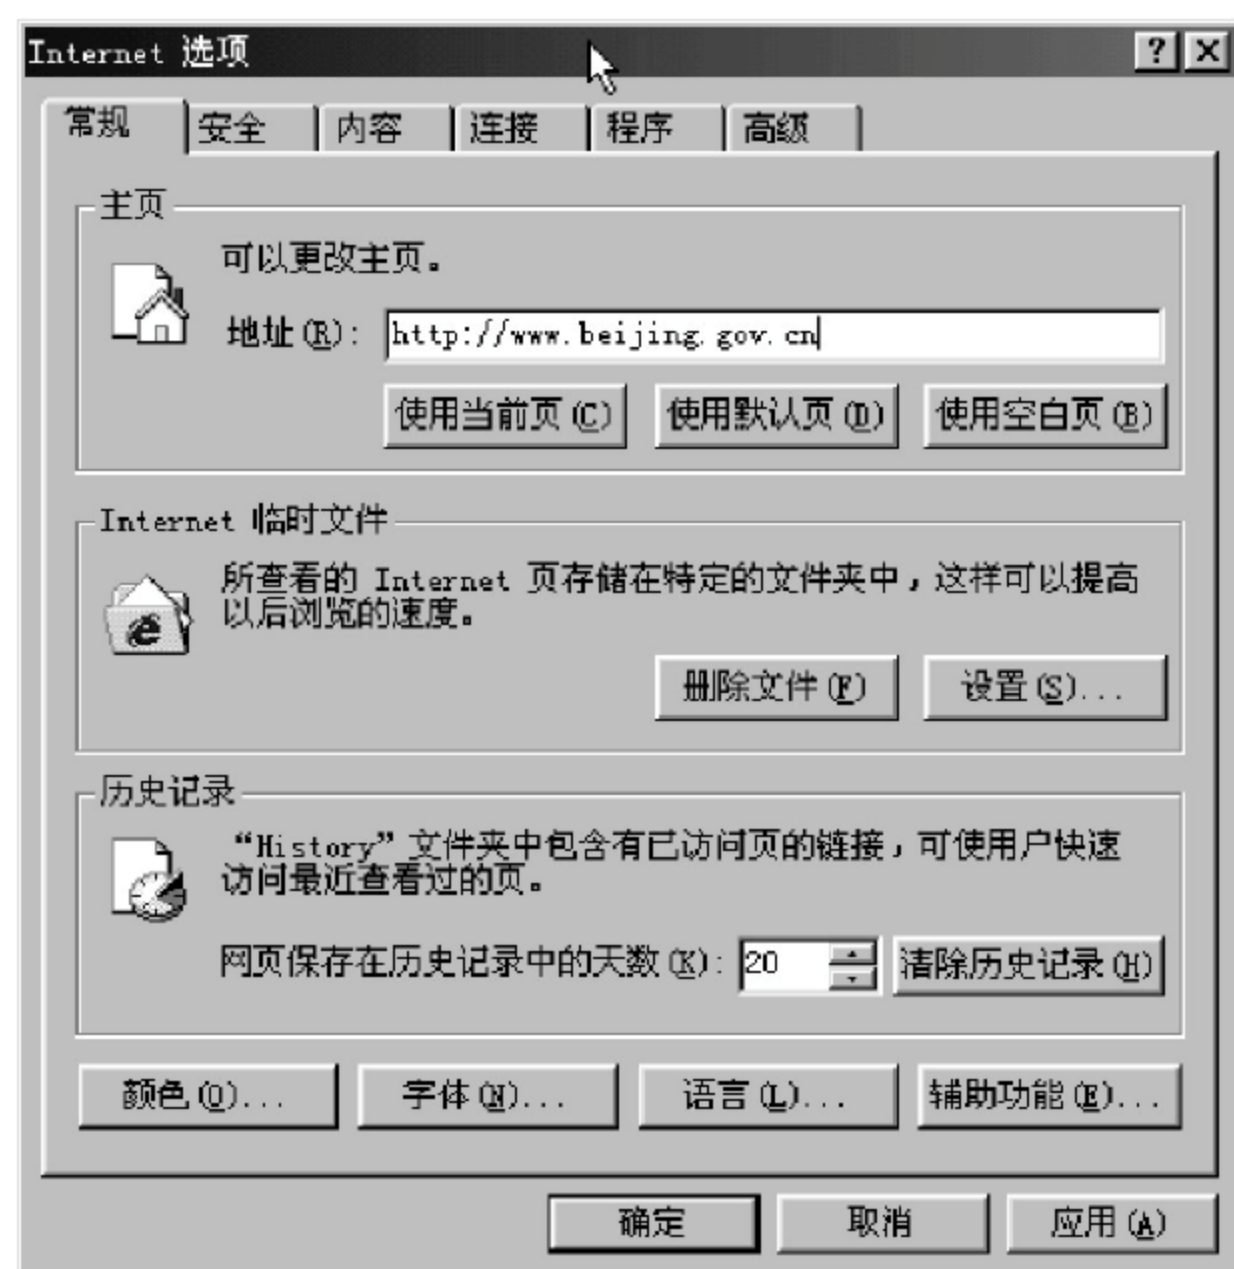 Internet 选项
常规 安全 内容 连接 程序 高级
主页
可以更改主页。
地址(R): http://www.beijing.gov.cn
使用当前页(C) 使用默认页(D) 使用空白页(B)
Internet 临时文件
所查看的 Internet 页存储在特定的文件夹中，这样可以提高
以后浏览的速度。
删除文件(F) 设置(S)...
历史记录
“History”文件夹中包含有已访问页的链接，可使用户快速
访问最近查看过的页。
网页保存在历史记录中的天数(K): 20 清除历史记录(H)
颜色(O)... 字体(N)... 语言(L)... 辅助功能(E)...
确定 取消 应用(A)